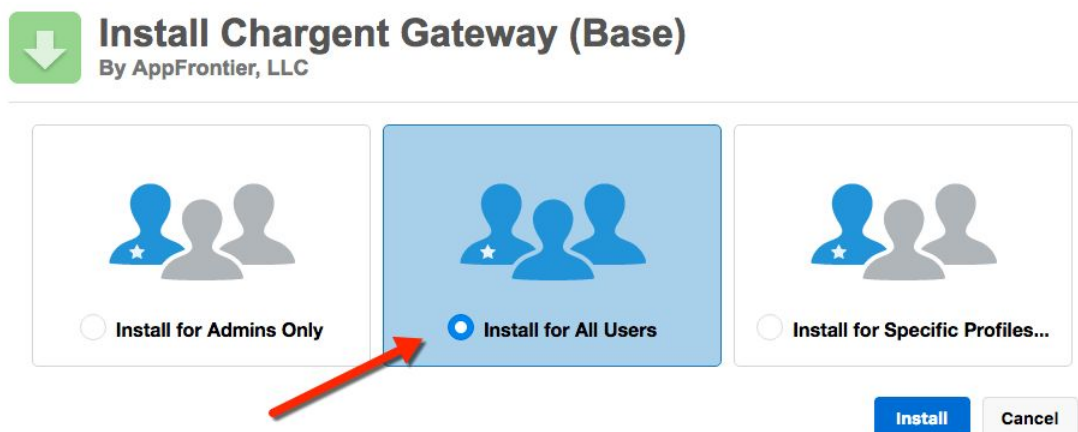 Install Chargent Gateway (Base)
By AppFrontier, LLC
Install for Admins Only
Install for All Users
Install for Specific Profiles...
Install
Cancel